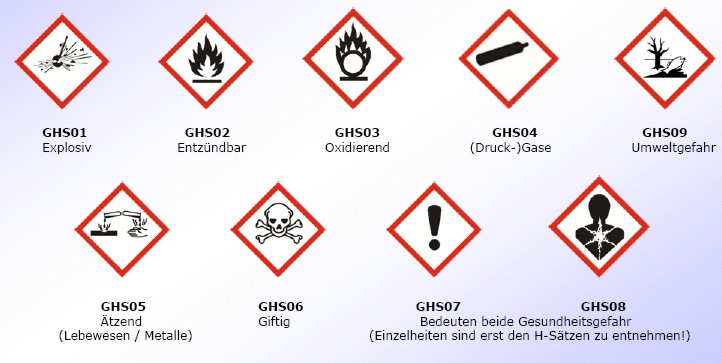 GHS01 GHS02 GHS03 GHS04 GHS09
Explosiv Entzündbar Oxidierend (Druck-)Gase Umweltgefahr
GHS05 GHS06 GHS07 GHS08
Ätzend Giftig Bedeuten beide Gesundheitsgefahr
(Lebewesen / Metalle) (Einzelheiten sind erst den H-Sätzen zu entnehmen!)